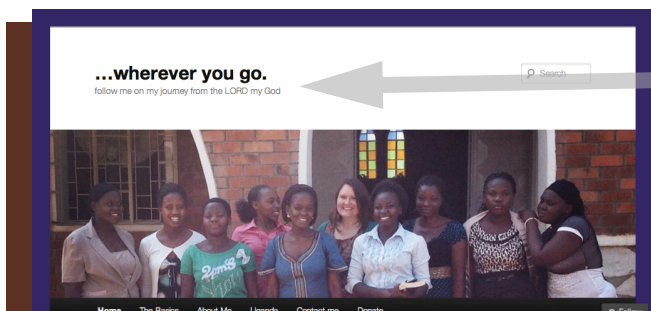 ...wherever you go.
follow me on my journey from the LORD my God
Search
Home The Basics About Me Uganda Contact me Donate
Follow